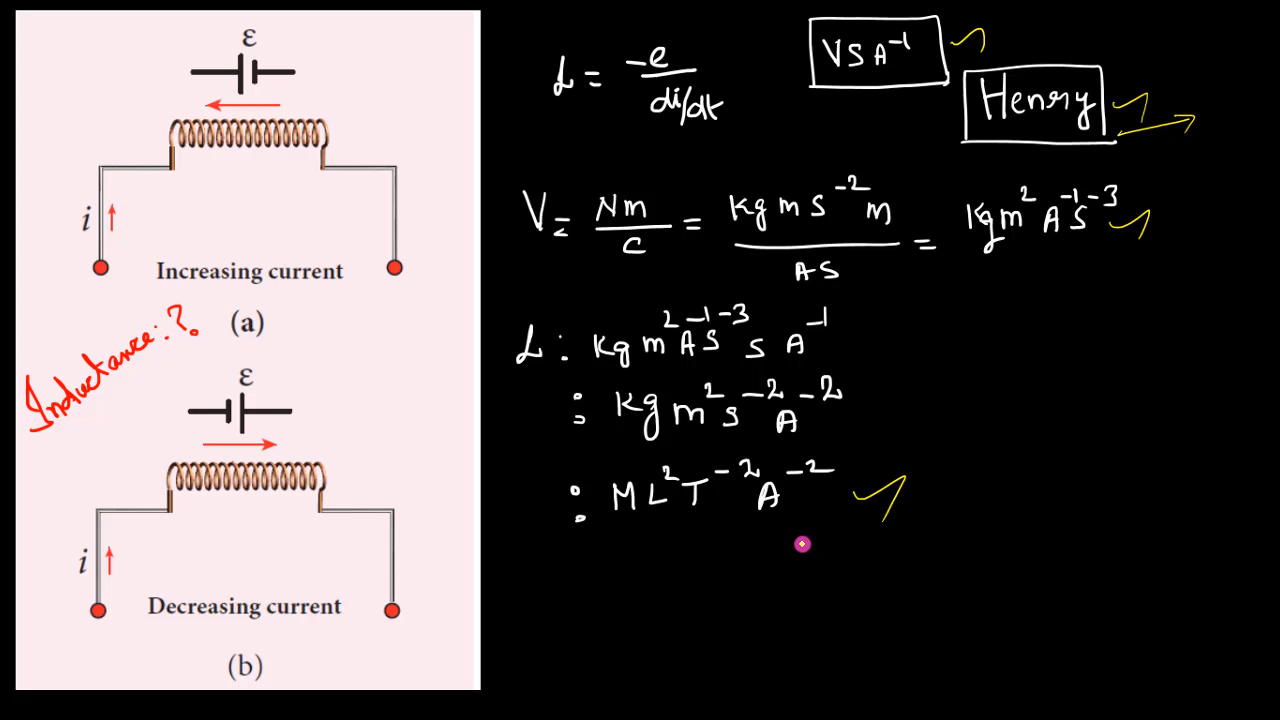 ε
i
Increasing current
(a)
Inductance:?
ε
i
Decreasing current
(b)
L = -e / di/dt
VSA⁻¹
Henry
V = Nm / C = Kg m S⁻² m / AS = Kg m² A⁻¹ S⁻³
L : Kg m² A⁻¹ S⁻³ s A⁻¹
: Kg m² s⁻² A⁻²
: M L² T⁻² A⁻²